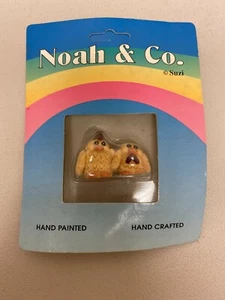 Noah & Co.
© Suzi
HAND PAINTED
HAND CRAFTED